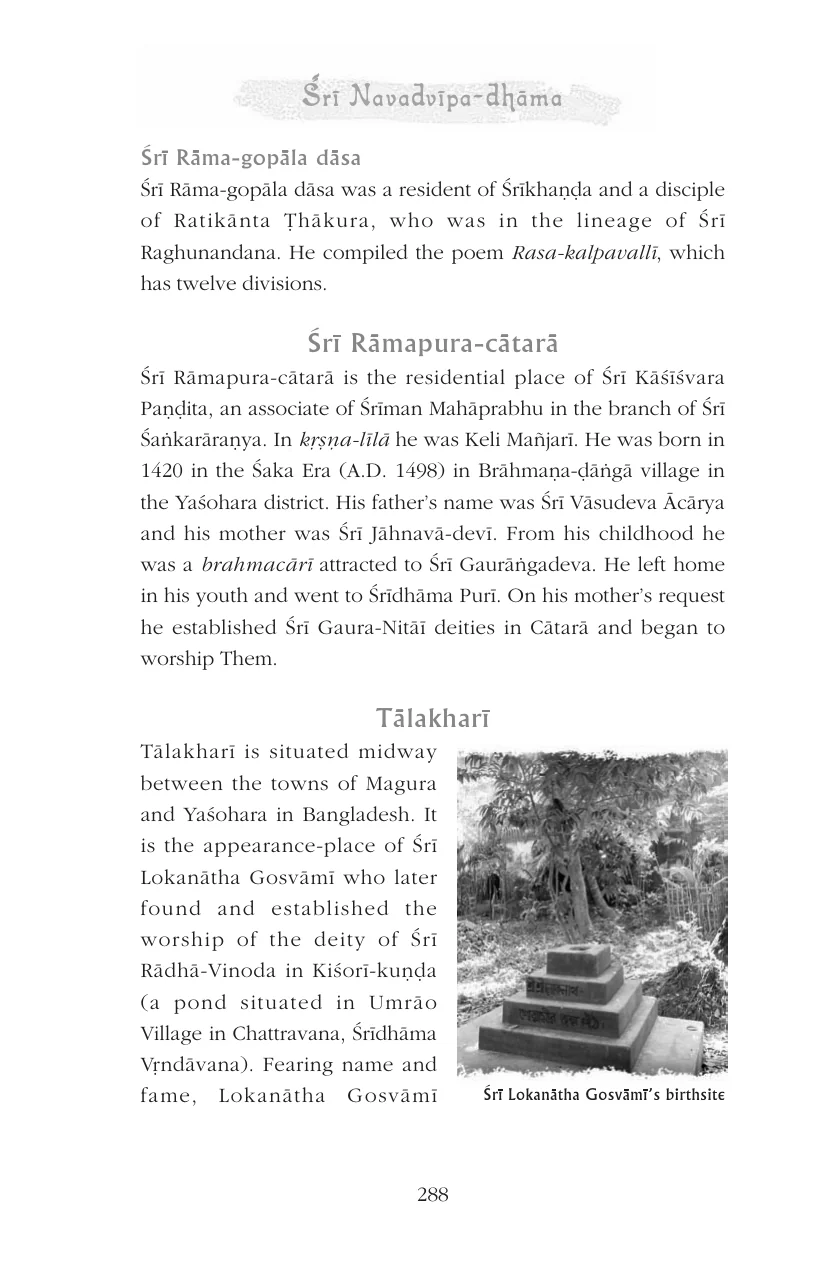 Śrī Navadvīpa-dhāma
Śrī Rāma-gopāla dāsa
Śrī Rāma-gopāla dāsa was a resident of Śrīkhaṇḍa and a disciple
of Ratikānta Ṭhākura, who was in the lineage of Śrī
Raghunandana. He compiled the poem Rasa-kalpavallī, which
has twelve divisions.
Śrī Rāmapura-cātarā
Śrī Rāmapura-cātarā is the residential place of Śrī Kāśīśvara
Paṇḍita, an associate of Śrīman Mahāprabhu in the branch of Śrī
Śaṅkarāraṇya. In kṛṣṇa-līlā he was Keli Mañjarī. He was born in
1420 in the Śaka Era (A.D. 1498) in Brāhmaṇa-ḍāṅgā village in
the Yaśohara district. His father’s name was Śrī Vāsudeva Ācārya
and his mother was Śrī Jāhnavā-devī. From his childhood he
was a brahmacārī attracted to Śrī Gaurāṅgadeva. He left home
in his youth and went to Śrīdhāma Purī. On his mother’s request
he established Śrī Gaura-Nitāī deities in Cātarā and began to
worship Them.
Tālakharī
Tālakharī is situated midway
between the towns of Magura
and Yaśohara in Bangladesh. It
is the appearance-place of Śrī
Lokanātha Gosvāmī who later
found and established the
worship of the deity of Śrī
Rādhā-Vinoda in Kiśorī-kuṇḍa
(a pond situated in Umrāo
Village in Chattravana, Śrīdhāma
Vṛndāvana). Fearing name and
fame, Lokanātha Gosvāmī
Śrī Lokanātha Gosvāmī’s birthsite
288